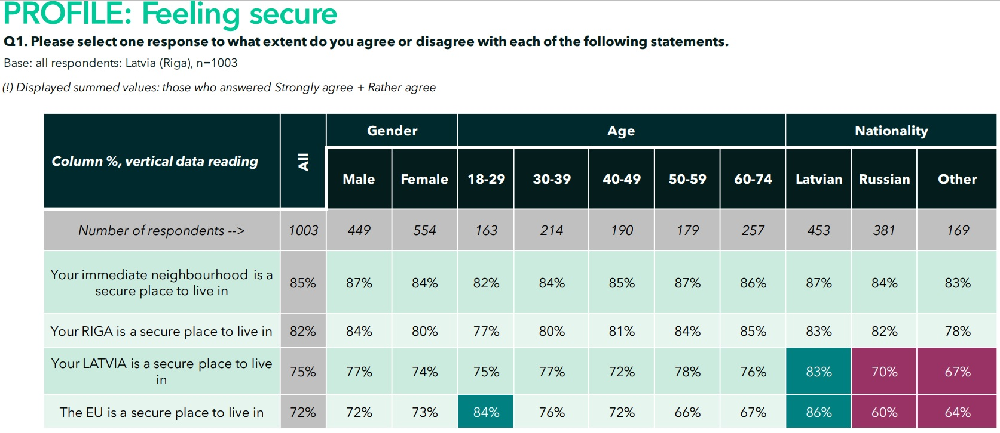 PROFILE: Feeling secure
Q1. Please select one response to what extent do you agree or disagree with each of the following statements.
Base: all respondents: Latvia (Riga), n=1003
(!) Displayed summed values: those who answered Strongly agree + Rather agree
Column %, vertical data reading All Gender Age Nationality
Male Female 18-29 30-39 40-49 50-59 60-74 Latvian Russian Other
Number of respondents --> 1003 449 554 163 214 190 179 257 453 381 169
Your immediate neighbourhood is a
secure place to live in 85% 87% 84% 82% 84% 85% 87% 86% 87% 84% 83%
Your RIGA is a secure place to live in 82% 84% 80% 77% 80% 81% 84% 85% 83% 82% 78%
Your LATVIA is a secure place to live
in 75% 77% 74% 75% 77% 72% 78% 76% 83% 70% 67%
The EU is a secure place to live in 72% 72% 73% 84% 76% 72% 66% 67% 86% 60% 64%